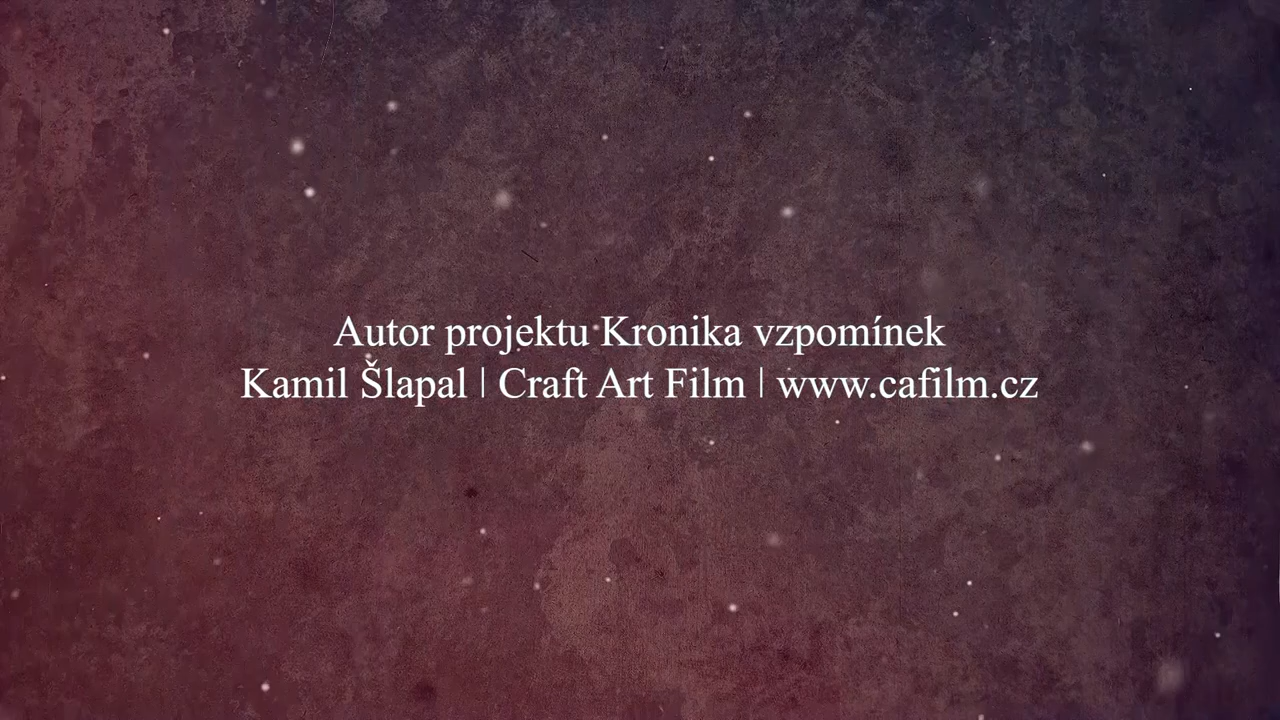 Autor projektu Kronika vzpomínek
Kamil Šlapal | Craft Art Film | www.cafilm.cz